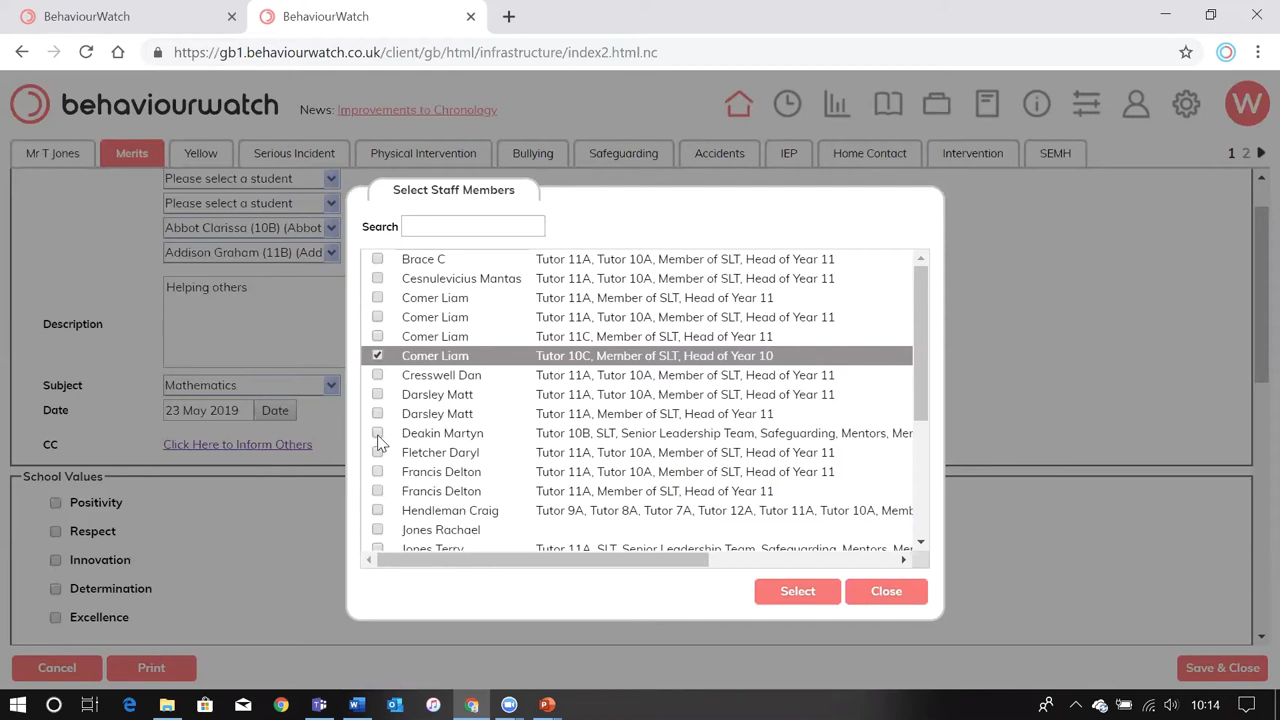 BehaviourWatch
BehaviourWatch
https://gb1.behaviourwatch.co.uk/client/gb/html/infrastructure/index2.html.nc
behaviourwatch
News: Improvements to Chronology
W
Mr T Jones Merits Yellow Serious Incident Physical Intervention Bullying Safeguarding Accidents IEP Home Contact Intervention SEMH 1 2
Please select a student
Please select a student
Abbot Clarissa (10B) (Abbot
Addison Graham (11B) (Add
Description
Helping others
Subject Mathematics
Date 23 May 2019 Date
CC Click Here to Inform Others
School Values
Positivity
Respect
Innovation
Determination
Excellence
Select Staff Members
Search
Brace C Tutor 11A, Tutor 10A, Member of SLT, Head of Year 11
Cesnulevicius Mantas Tutor 11A, Tutor 10A, Member of SLT, Head of Year 11
Comer Liam Tutor 11A, Member of SLT, Head of Year 11
Comer Liam Tutor 11A, Tutor 10A, Member of SLT, Head of Year 11
Comer Liam Tutor 11C, Member of SLT, Head of Year 11
Comer Liam Tutor 10C, Member of SLT, Head of Year 10
Cresswell Dan Tutor 11A, Tutor 10A, Member of SLT, Head of Year 11
Darsley Matt Tutor 11A, Tutor 10A, Member of SLT, Head of Year 11
Darsley Matt Tutor 11A, Member of SLT, Head of Year 11
Deakin Martyn Tutor 10B, SLT, Senior Leadership Team, Safeguarding, Mentors, Mer
Fletcher Daryl Tutor 11A, Tutor 10A, Member of SLT, Head of Year 11
Francis Delton Tutor 11A, Tutor 10A, Member of SLT, Head of Year 11
Francis Delton Tutor 11A, Member of SLT, Head of Year 11
Hendleman Craig Tutor 9A, Tutor 8A, Tutor 7A, Tutor 12A, Tutor 11A, Tutor 10A, Memb
Jones Rachael
Jones Terry Tutor 11A, SLT, Senior Leadership Team, Safeguarding, Mentors, Mer
Select Close
Cancel Print Save & Close
10:14